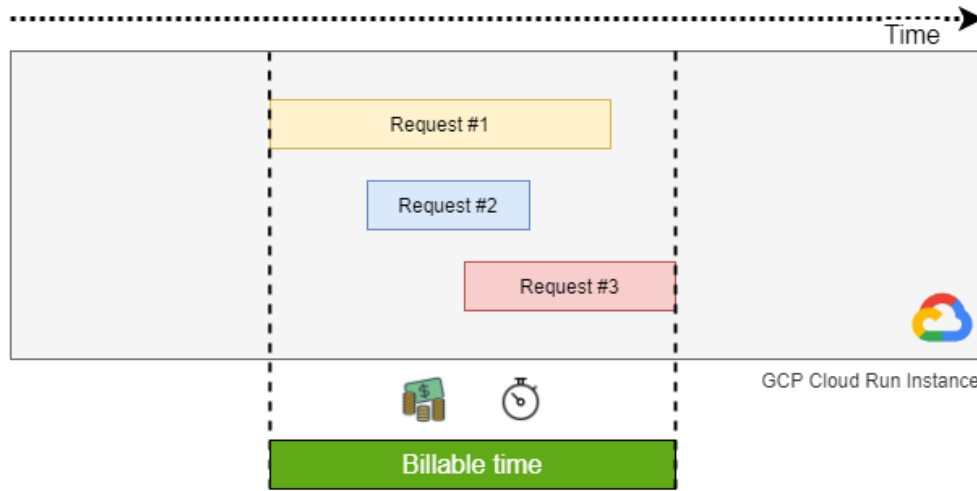 Time
Request #1
Request #2
Request #3
GCP Cloud Run Instance
$
Billable time